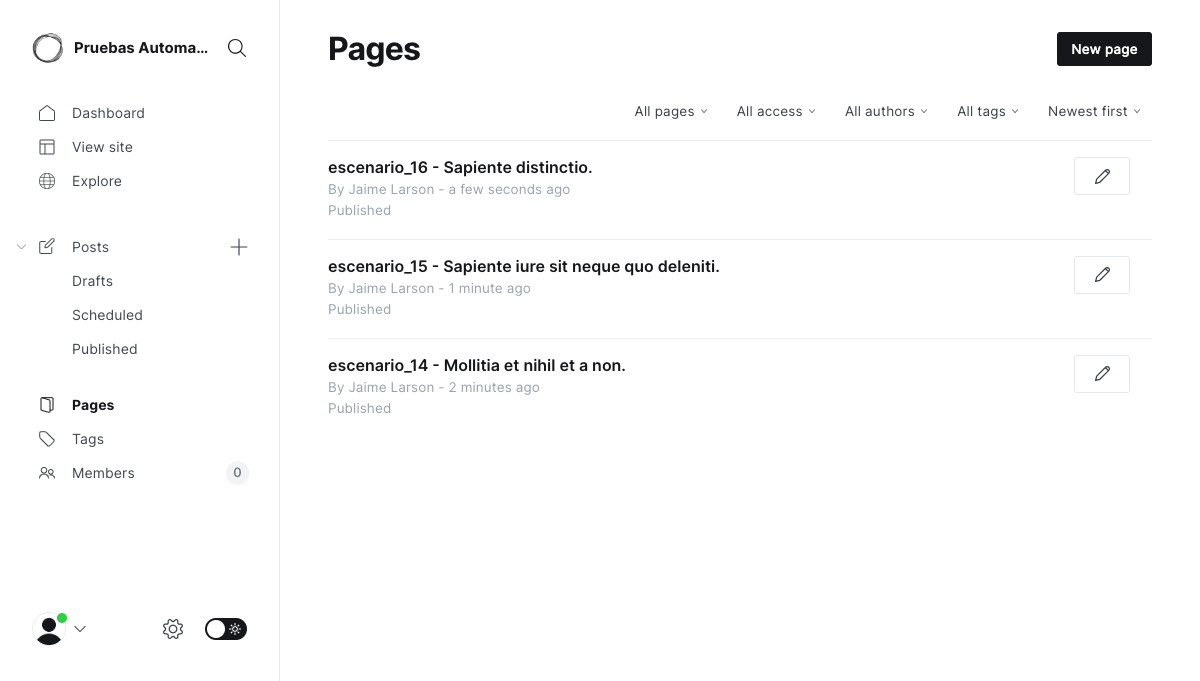 Pruebas Automa...
Dashboard
View site
Explore
Posts
Drafts
Scheduled
Published
Pages
Tags
Members
0
Pages
New page
All pages
All access
All authors
All tags
Newest first
escenario_16 - Sapiente distinctio.
By Jaime Larson - a few seconds ago
Published
escenario_15 - Sapiente iure sit neque quo deleniti.
By Jaime Larson - 1 minute ago
Published
escenario_14 - Mollitia et nihil et a non.
By Jaime Larson - 2 minutes ago
Published